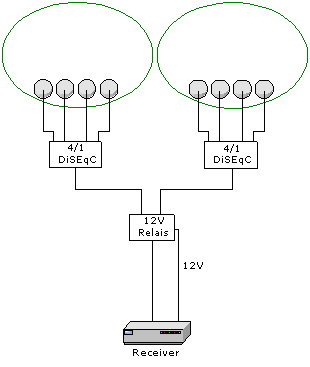 4/1
DiSEqC
4/1
DiSEqC
12V
Relais
12V
Receiver